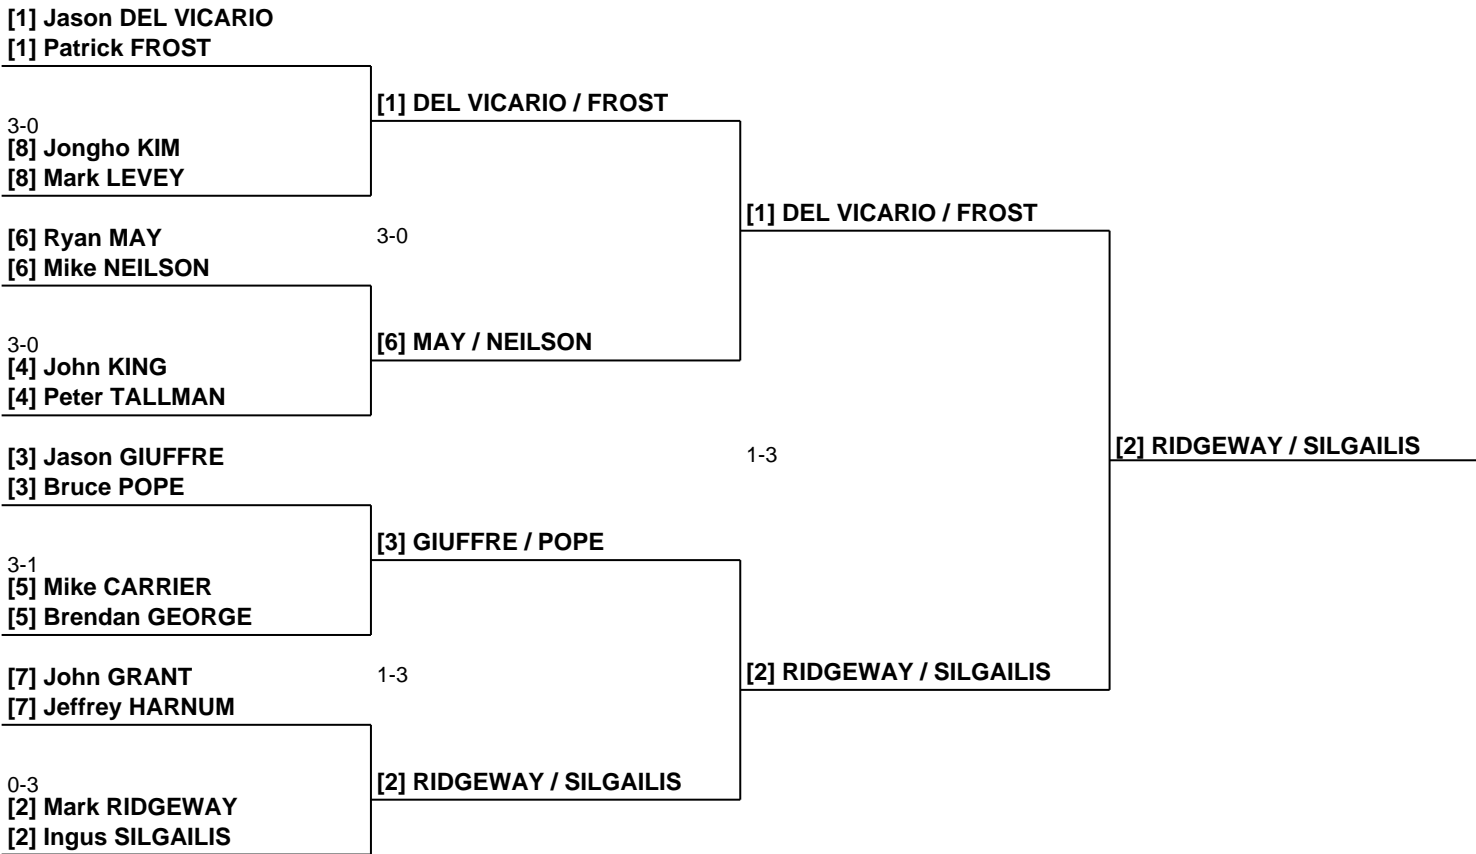 [1] Jason DEL VICARIO
[1] Patrick FROST
[1] DEL VICARIO / FROST
3-0
[8] Jongho KIM
[8] Mark LEVEY
[1] DEL VICARIO / FROST
[6] Ryan MAY
3-0
[6] Mike NEILSON
3-0
[6] MAY / NEILSON
[4] John KING
[4] Peter TALLMAN
[3] Jason GIUFFRE
1-3
[2] RIDGEWAY / SILGAILIS
[3] Bruce POPE
[3] GIUFFRE / POPE
3-1
[5] Mike CARRIER
[5] Brendan GEORGE
[7] John GRANT
1-3
[2] RIDGEWAY / SILGAILIS
[7] Jeffrey HARNUM
0-3
[2] RIDGEWAY / SILGAILIS
[2] Mark RIDGEWAY
[2] Ingus SILGAILIS